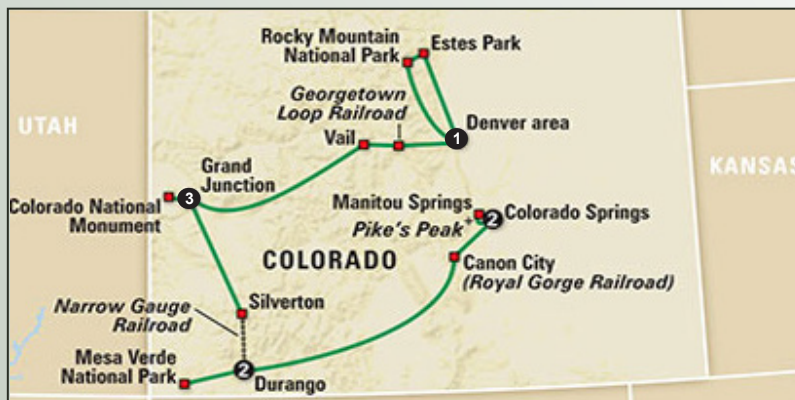 Rocky Mountain
National Park
Estes Park
Georgetown
Loop Railroad
UTAH
Vail
1
Denver area
KANSAS
Grand
Junction
3
Colorado National
Monument
Manitou Springs
Pike's Peak
+
2
Colorado Springs
COLORADO
Canon City
(Royal Gorge Railroad)
Narrow Gauge
Railroad
Silverton
Mesa Verde
National Park
2
Durango